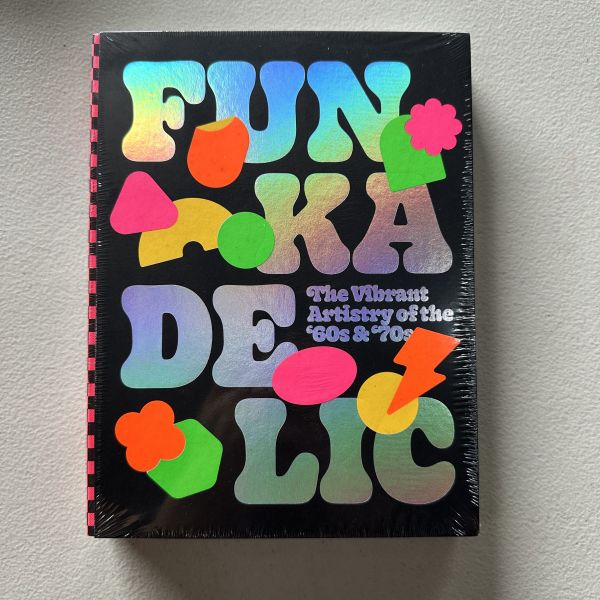 FUN
KA
DE
The Vibrant
Artistry of the
‘60s & ‘70s
LIC